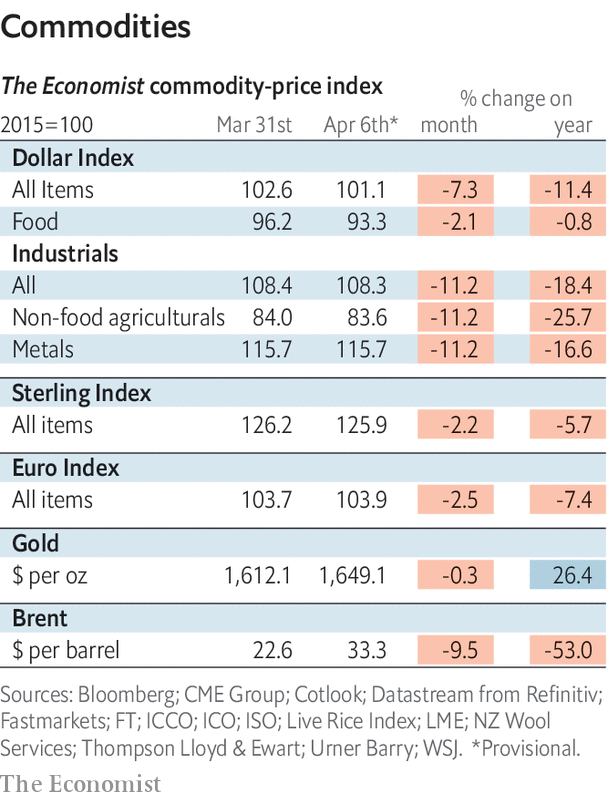 Commodities
The Economist commodity-price index
% change on
2015=100 Mar 31st Apr 6th* month year
Dollar Index
All Items 102.6 101.1 -7.3 -11.4
Food 96.2 93.3 -2.1 -0.8
Industrials
All 108.4 108.3 -11.2 -18.4
Non-food agriculturals 84.0 83.6 -11.2 -25.7
Metals 115.7 115.7 -11.2 -16.6
Sterling Index
All items 126.2 125.9 -2.2 -5.7
Euro Index
All items 103.7 103.9 -2.5 -7.4
Gold
$ per oz 1,612.1 1,649.1 -0.3 26.4
Brent
$ per barrel 22.6 33.3 -9.5 -53.0
Sources: Bloomberg; CME Group; Cotlook; Datastream from Refinitiv;
Fastmarkets; FT; ICCO; ICO; ISO; Live Rice Index; LME; NZ Wool
Services; Thompson Lloyd & Ewart; Urner Barry; WSJ. *Provisional.
The Economist